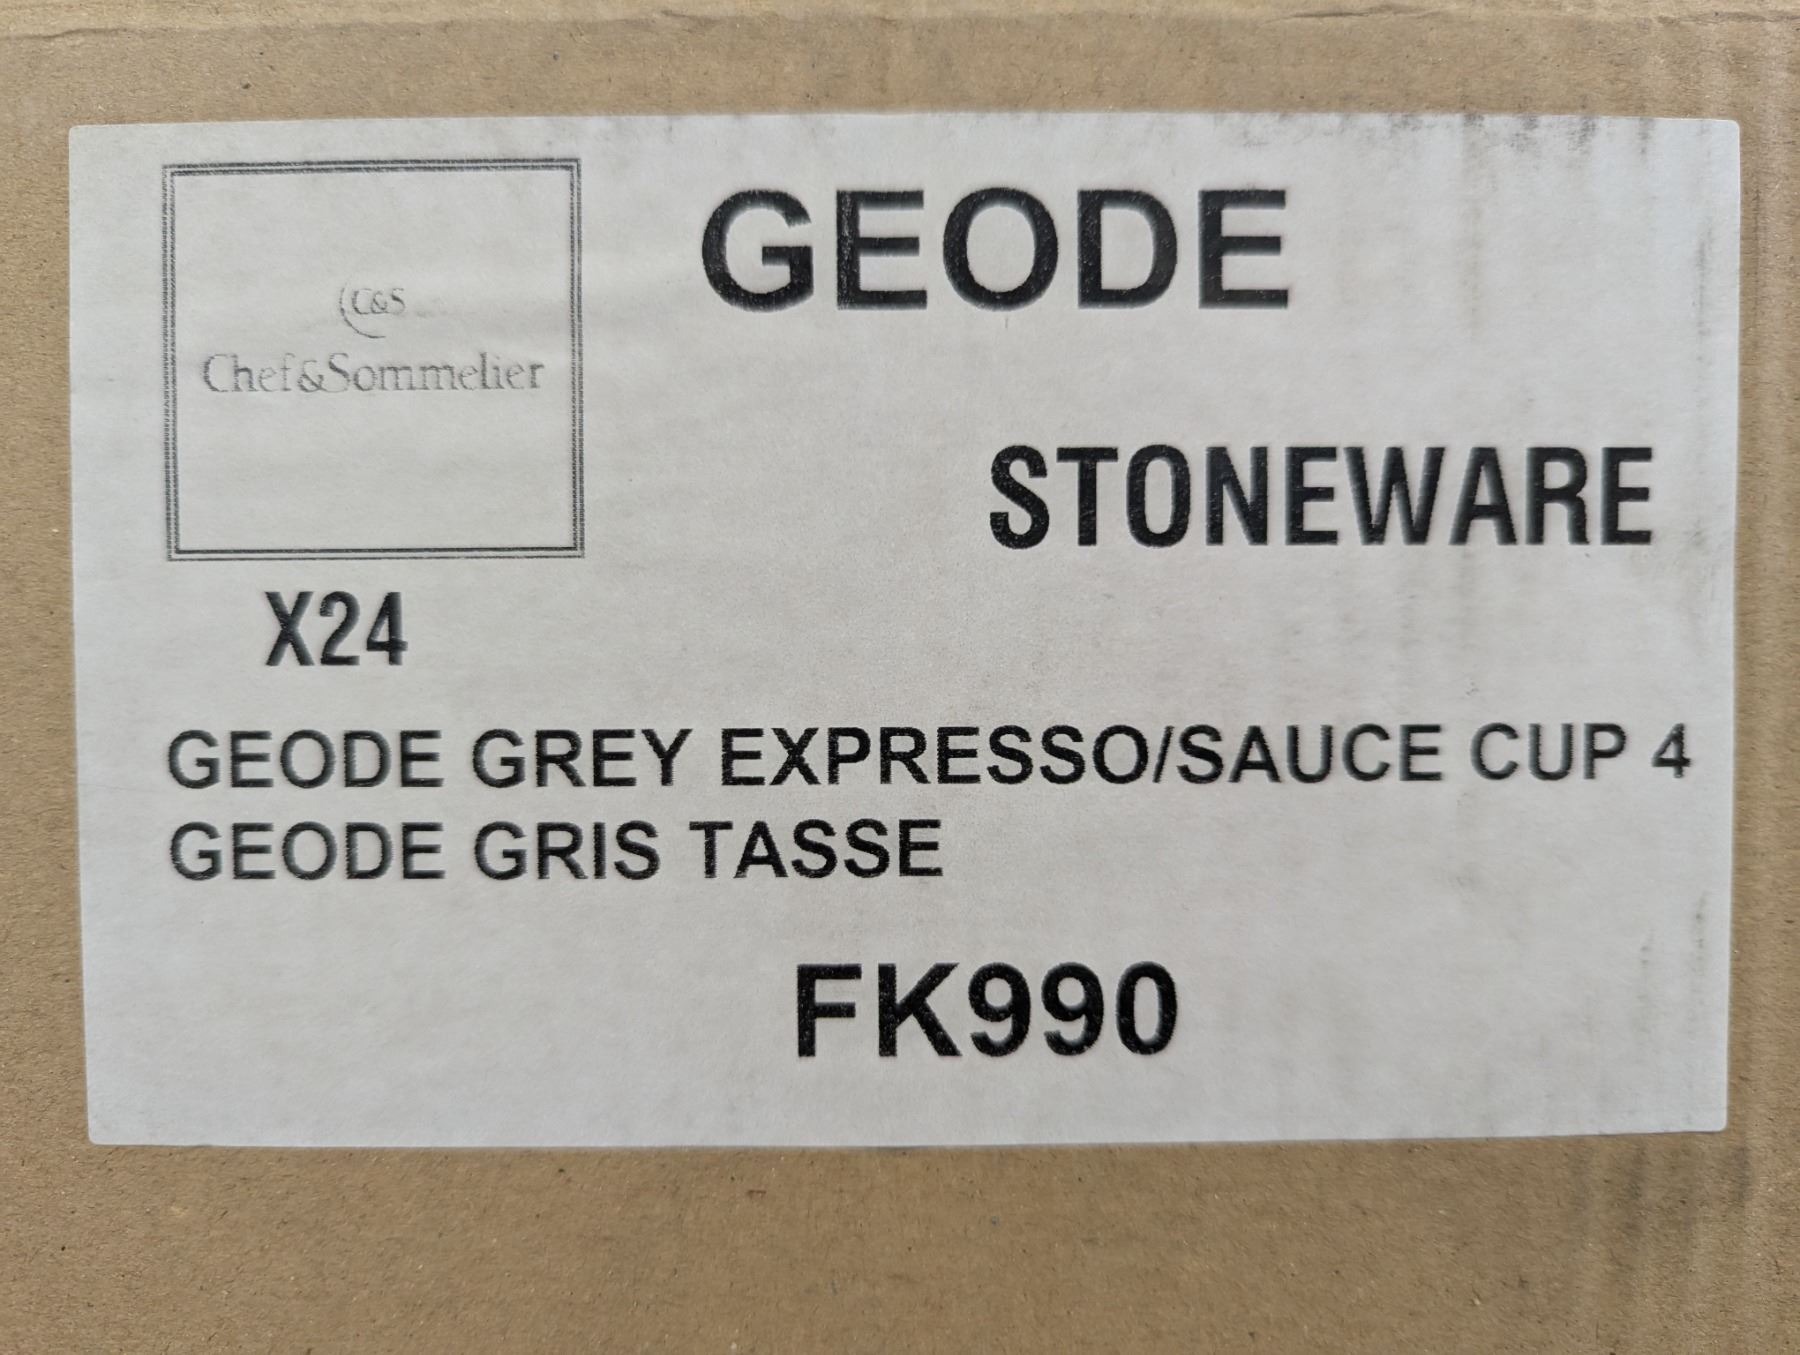 C&S
Chef&Sommelier
GEODE
STONEWARE
X24
GEODE GREY EXPRESSO/SAUCE CUP 4
GEODE GRIS TASSE
FK990